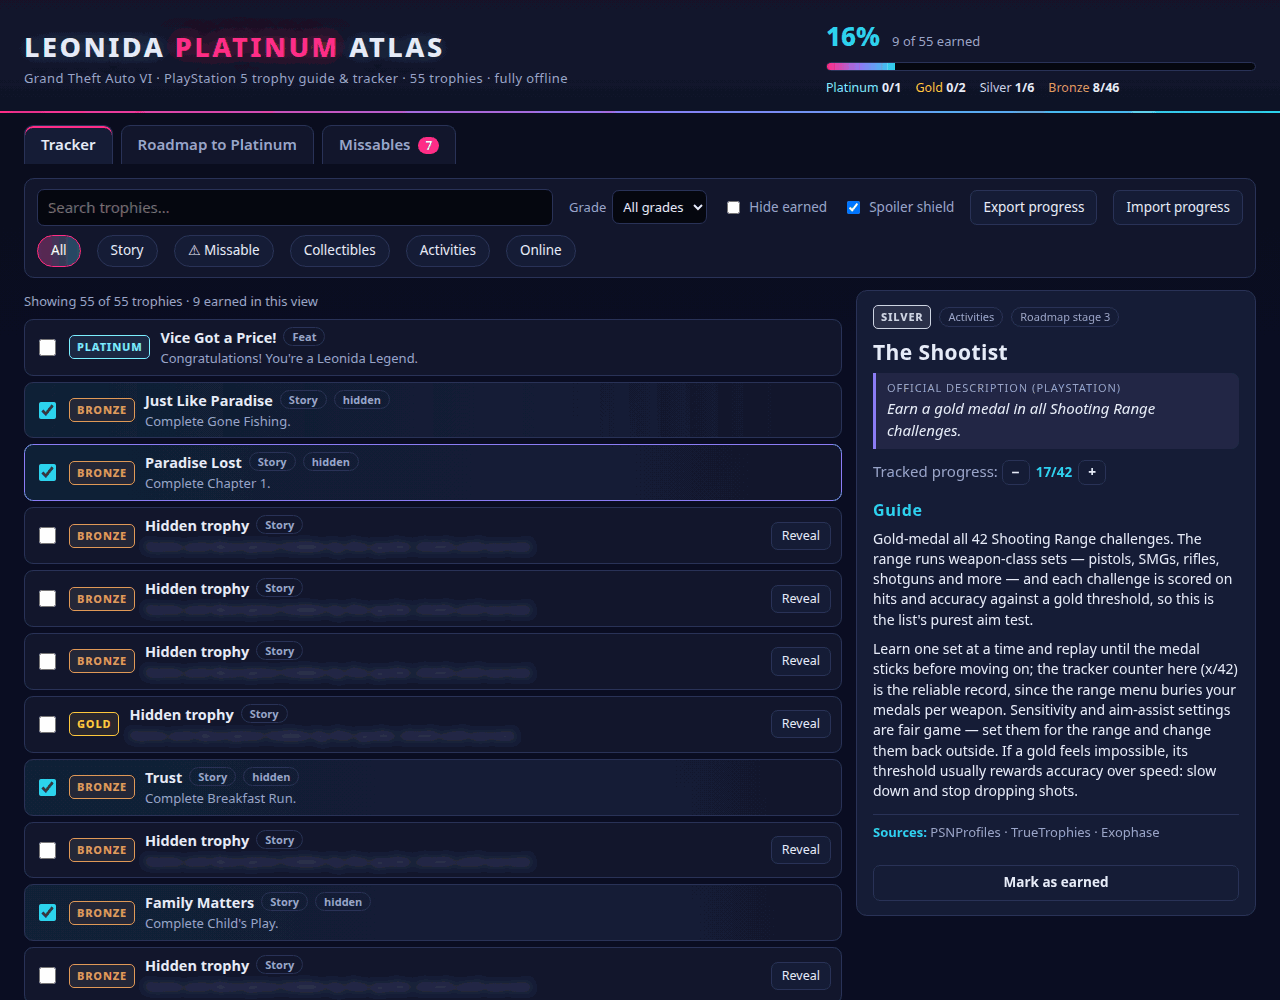 LEONIDA PLATINUM ATLAS
Grand Theft Auto VI · PlayStation 5 trophy guide & tracker · 55 trophies · fully offline
16% 9 of 55 earned
Platinum 0/1 Gold 0/2 Silver 1/6 Bronze 8/46
Tracker
Roadmap to Platinum
Missables 7
Search trophies...
Grade All grades
Hide earned
Spoiler shield
Export progress
Import progress
All
Story
⚠ Missable
Collectibles
Activities
Online
Showing 55 of 55 trophies · 9 earned in this view
PLATINUM Vice Got a Price! Feat
Congratulations! You're a Leonida Legend.
BRONZE Just Like Paradise Story hidden
Complete Gone Fishing.
BRONZE Paradise Lost Story hidden
Complete Chapter 1.
BRONZE Hidden trophy Story
Reveal
BRONZE Hidden trophy Story
Reveal
BRONZE Hidden trophy Story
Reveal
GOLD Hidden trophy Story
Reveal
BRONZE Trust Story hidden
Complete Breakfast Run.
BRONZE Hidden trophy Story
Reveal
BRONZE Family Matters Story hidden
Complete Child's Play.
BRONZE Hidden trophy Story
Reveal
SILVER Activities Roadmap stage 3
The Shootist
OFFICIAL DESCRIPTION (PLAYSTATION)
Earn a gold medal in all Shooting Range
challenges.
Tracked progress: − 17/42 +
Guide
Gold-medal all 42 Shooting Range challenges. The
range runs weapon-class sets — pistols, SMGs, rifles,
shotguns and more — and each challenge is scored on
hits and accuracy against a gold threshold, so this is
the list's purest aim test.
Learn one set at a time and replay until the medal
sticks before moving on; the tracker counter here (x/42)
is the reliable record, since the range menu buries your
medals per weapon. Sensitivity and aim-assist settings
are fair game — set them for the range and change
them back outside. If a gold feels impossible, its
threshold usually rewards accuracy over speed: slow
down and stop dropping shots.
Sources: PSNProfiles · TrueTrophies · Exophase
Mark as earned